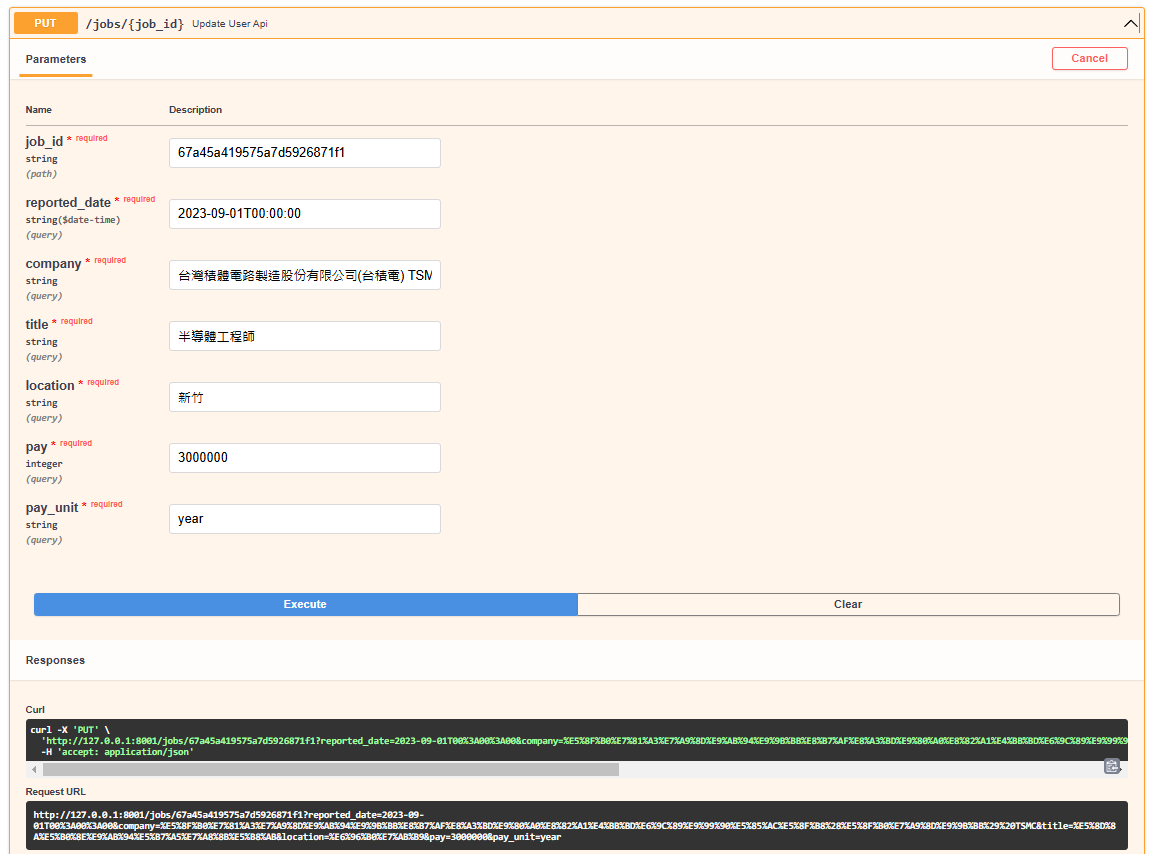 PUT /jobs/{job_id} Update User Api
Parameters
Cancel
Name Description
job_id * required
string
(path)
67a45a419575a7d5926871f1
reported_date * required
string($date-time)
(query)
2023-09-01T00:00:00
company * required
string
(query)
台灣積體電路製造股份有限公司(台積電) TSM
title * required
string
(query)
半導體工程師
location * required
string
(query)
新竹
pay * required
integer
(query)
3000000
pay_unit * required
string
(query)
year
Execute
Clear
Responses
Curl
curl -X 'PUT' \
'http://127.0.0.1:8001/jobs/67a45a419575a7d5926871f1?reported_date=2023-09-01T00%3A00%3A00&company=%E5%8F%B0%E7%81%A3%E7%A9%8D%E9%AB%94%E9%9B%BB%E8%B7%AF%E8%A3%BD%E9%80%A0%E8%82%A1%E4%BB%BD%E6%9C%89%E9%99%9
-H 'accept: application/json'
Request URL
http://127.0.0.1:8001/jobs/67a45a419575a7d5926871f1?reported_date=2023-09-
01T00%3A00%3A00&company=%E5%8F%B0%E7%81%A3%E7%A9%8D%E9%AB%94%E9%9B%BB%E8%B7%AF%E8%A3%BD%E9%80%A0%E8%82%A1%E4%BB%BD%E6%9C%89%E9%99%90%E5%85%AC%E5%8F%B8%28%E5%8F%B0%E7%A9%8D%E9%9B%BB%29%20TSMC&title=%E5%8D%8
A%E5%B0%8E%E9%AB%94%E5%B7%A5%E7%A8%8B%E5%B8%AB&location=%E6%96%B0%E7%AB%B9&pay=3000000&pay_unit=year